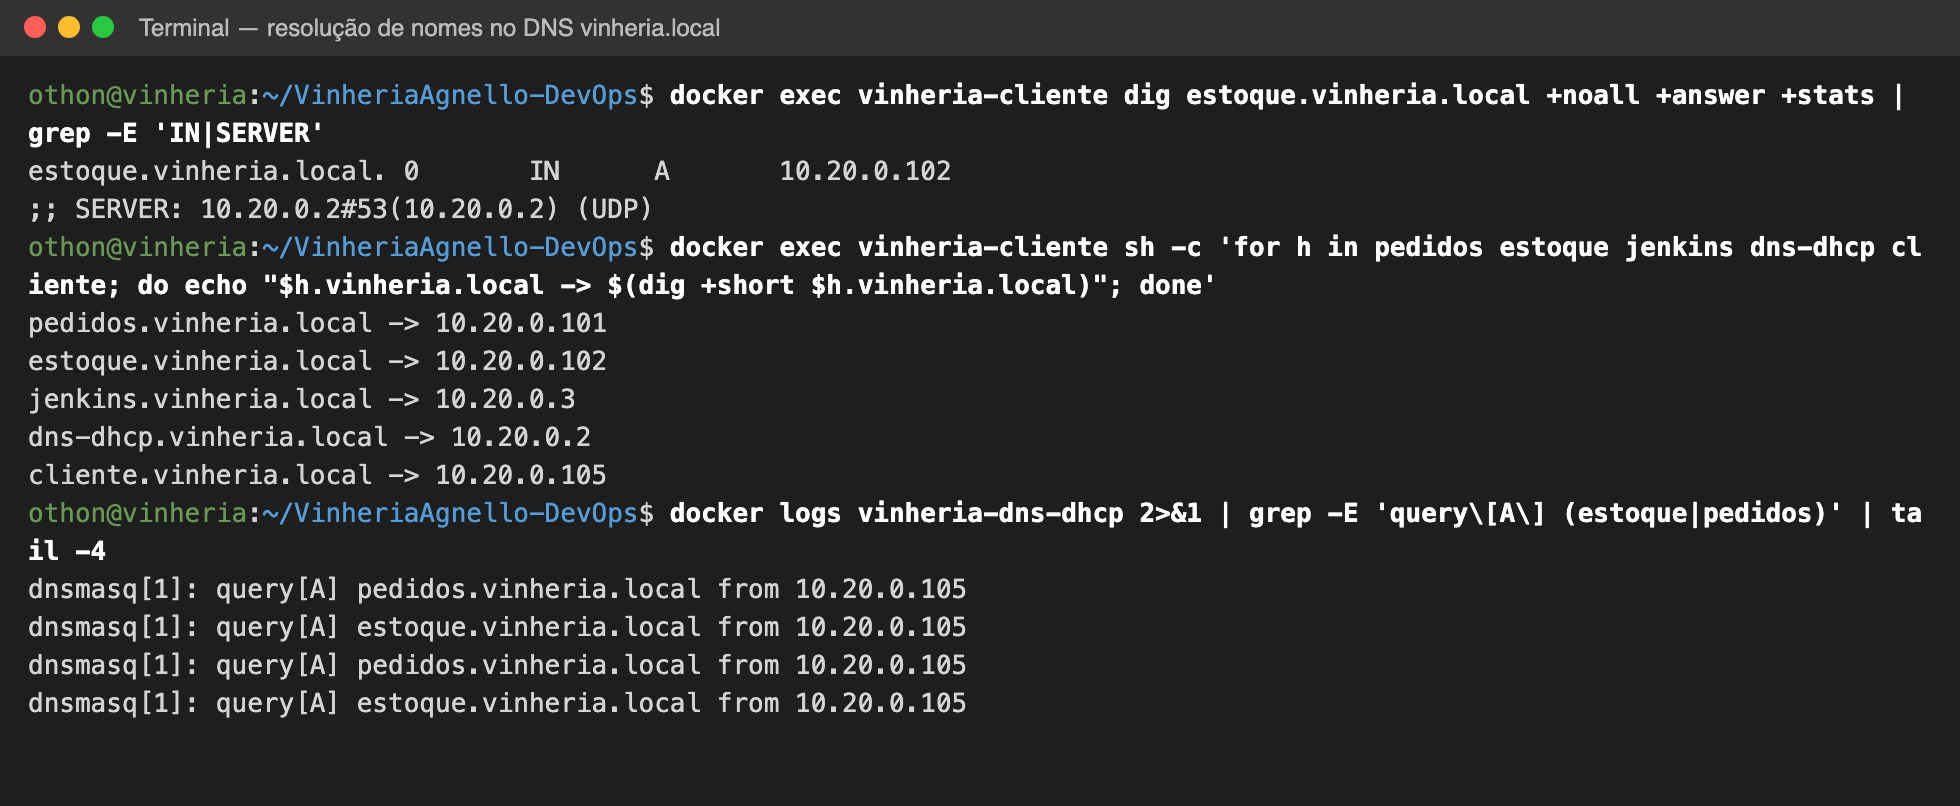 Terminal — resolução de nomes no DNS vinheria.local
othon@vinheria:~/VinheriaAgnello-DevOps$ docker exec vinheria-cliente dig estoque.vinheria.local +noall +answer +stats |
grep -E 'IN|SERVER'
estoque.vinheria.local. 0       IN      A       10.20.0.102
;; SERVER: 10.20.0.2#53(10.20.0.2) (UDP)
othon@vinheria:~/VinheriaAgnello-DevOps$ docker exec vinheria-cliente sh -c 'for h in pedidos estoque jenkins dns-dhcp cl
iente; do echo "$h.vinheria.local -> $(dig +short $h.vinheria.local)"; done'
pedidos.vinheria.local -> 10.20.0.101
estoque.vinheria.local -> 10.20.0.102
jenkins.vinheria.local -> 10.20.0.3
dns-dhcp.vinheria.local -> 10.20.0.2
cliente.vinheria.local -> 10.20.0.105
othon@vinheria:~/VinheriaAgnello-DevOps$ docker logs vinheria-dns-dhcp 2>&1 | grep -E 'query\[A\] (estoque|pedidos)' | ta
il -4
dnsmasq[1]: query[A] pedidos.vinheria.local from 10.20.0.105
dnsmasq[1]: query[A] estoque.vinheria.local from 10.20.0.105
dnsmasq[1]: query[A] pedidos.vinheria.local from 10.20.0.105
dnsmasq[1]: query[A] estoque.vinheria.local from 10.20.0.105